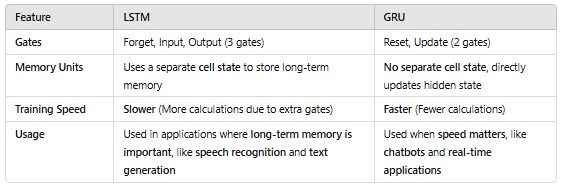 Feature LSTM GRU
Gates Forget, Input, Output (3 gates) Reset, Update (2 gates)
Memory Units Uses a separate cell state to store long-term No separate cell state, directly
memory updates hidden state
Training Speed Slower (More calculations due to extra gates) Faster (Fewer calculations)
Usage Used in applications where long-term memory is Used when speed matters, like
important, like speech recognition and text chatbots and real-time
generation applications